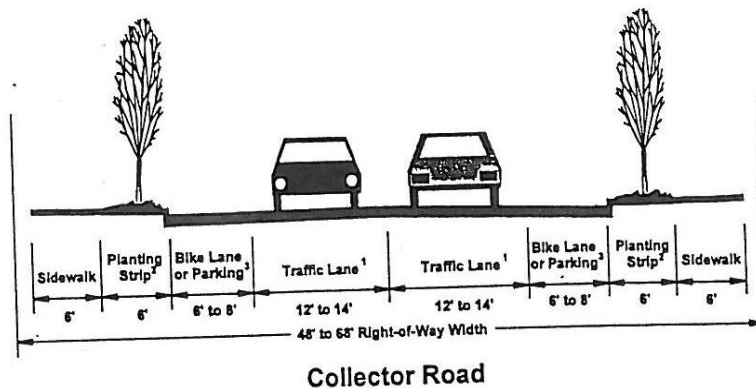 Sidewalk
Planting
Strip²
Bike Lane
or Parking³
Traffic Lane¹
Traffic Lane¹
Bike Lane
or Parking³
Planting
Strip²
Sidewalk
6'
6'
6' to 8'
12' to 14'
12' to 14'
6' to 8'
6'
6'
48' to 68' Right-of-Way Width
Collector Road